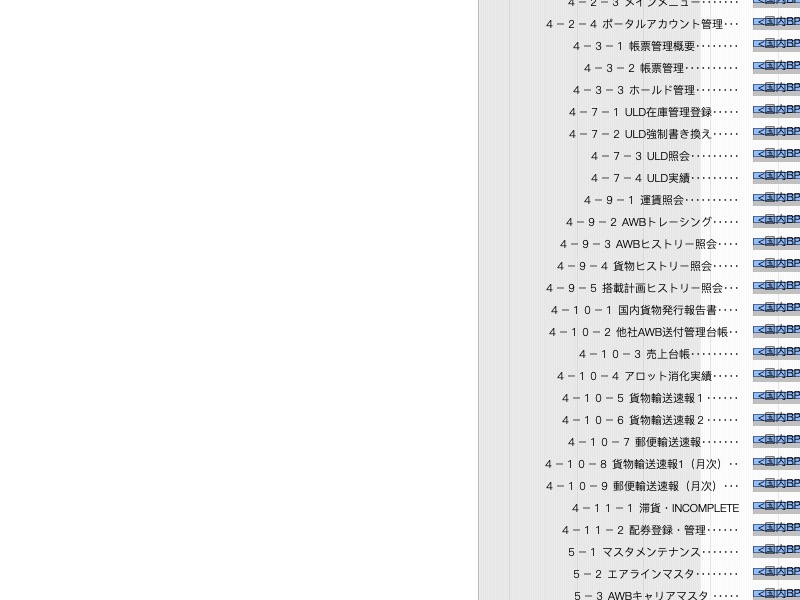 ４－２－３ メインメニュー･･･････
４－２－４ ポータルアカウント管理･･･ <国内BP
４－３－１ 帳票管理概要････････ <国内BP
４－３－２ 帳票管理･･････････ <国内BP
４－３－３ ホールド管理････････ <国内BP
４－７－１ ULD在庫管理登録･････ <国内BP
４－７－２ ULD強制書き換え･････ <国内BP
４－７－３ ULD照会･････････ <国内BP
４－７－４ ULD実績･････････ <国内BP
４－９－１ 運賃照会･･････････ <国内BP
４－９－２ AWBトレーシング･････ <国内BP
４－９－３ AWBヒストリー照会････ <国内BP
４－９－４ 貨物ヒストリー照会･････ <国内BP
４－９－５ 搭載計画ヒストリー照会･･･ <国内BP
４－１０－１ 国内貨物発行報告書････ <国内BP
４－１０－２ 他社AWB送付管理台帳･･ <国内BP
４－１０－３ 売上台帳･････････ <国内BP
４－１０－４ アロット消化実績･････ <国内BP
４－１０－５ 貨物輸送速報１･･････ <国内BP
４－１０－６ 貨物輸送速報２･･････ <国内BP
４－１０－７ 郵便輸送速報･･･････ <国内BP
４－１０－８ 貨物輸送速報1（月次）･･ <国内BP
４－１０－９ 郵便輸送速報（月次）･･･ <国内BP
４－１１－１ 滞貨・INCOMPLETE <国内BP
４－１１－２ 配券登録・管理･･････ <国内BP
５－１ マスタメンテナンス･･･････ <国内BP
５－２ エアラインマスタ････････ <国内BP
５－３ AWBキャリアマスタ･････ <国内BP